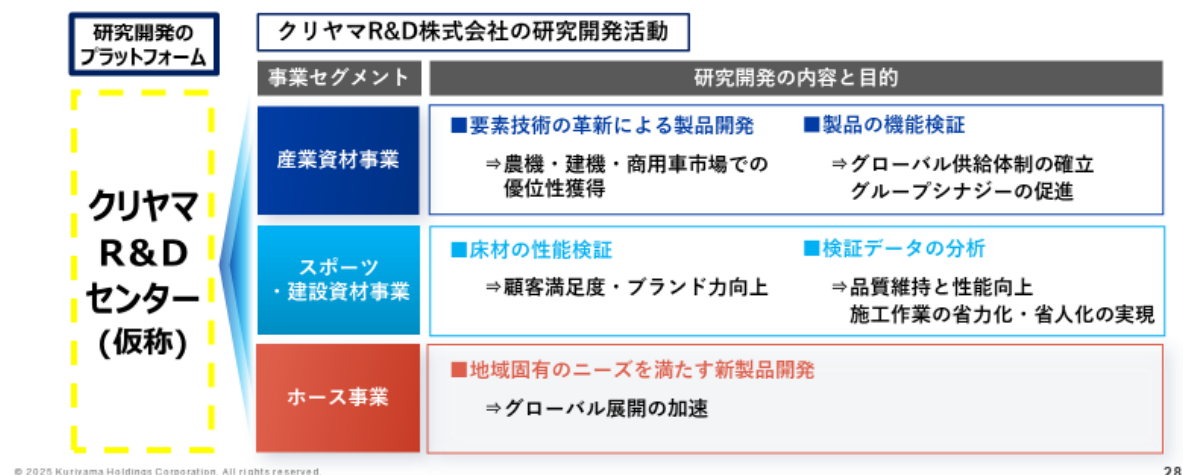 研究開発の
プラットフォーム
クリヤマR&D株式会社の研究開発活動
事業セグメント
研究開発の内容と目的
クリヤマ
R&D
センター
(仮称)
産業資材事業
■要素技術の革新による製品開発
⇒農機・建機・商用車市場での
優位性獲得
■製品の機能検証
⇒グローバル供給体制の確立
グループシナジーの促進
スポーツ
・建設資材事業
■床材の性能検証
⇒顧客満足度・ブランド力向上
■検証データの分析
⇒品質維持と性能向上
施工作業の省力化・省人化の実現
ホース事業
■地域固有のニーズを満たす新製品開発
⇒グローバル展開の加速
© 2025 Kuriyama Holdings Corporation. All rights reserved.
28